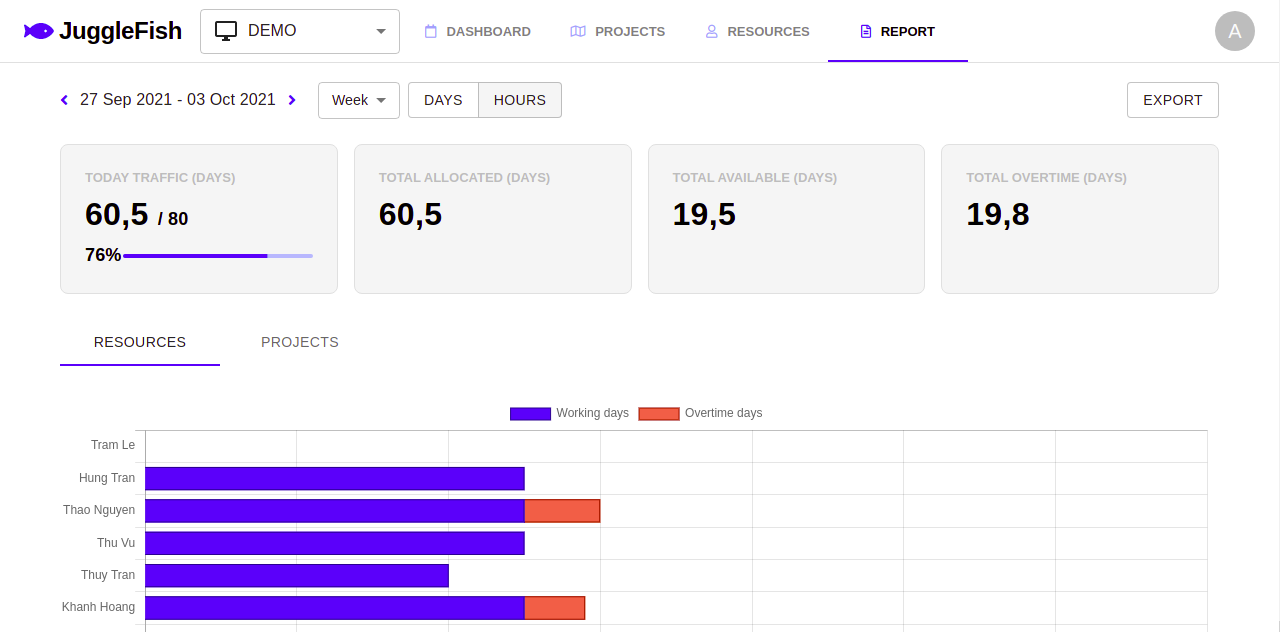 JuggleFish
DEMO
DASHBOARD
PROJECTS
RESOURCES
REPORT
A
27 Sep 2021 - 03 Oct 2021
Week
DAYS
HOURS
EXPORT
TODAY TRAFFIC (DAYS)
60,5 / 80
76%
TOTAL ALLOCATED (DAYS)
60,5
TOTAL AVAILABLE (DAYS)
19,5
TOTAL OVERTIME (DAYS)
19,8
RESOURCES
PROJECTS
Working days
Overtime days
Tram Le
Hung Tran
Thao Nguyen
Thu Vu
Thuy Tran
Khanh Hoang